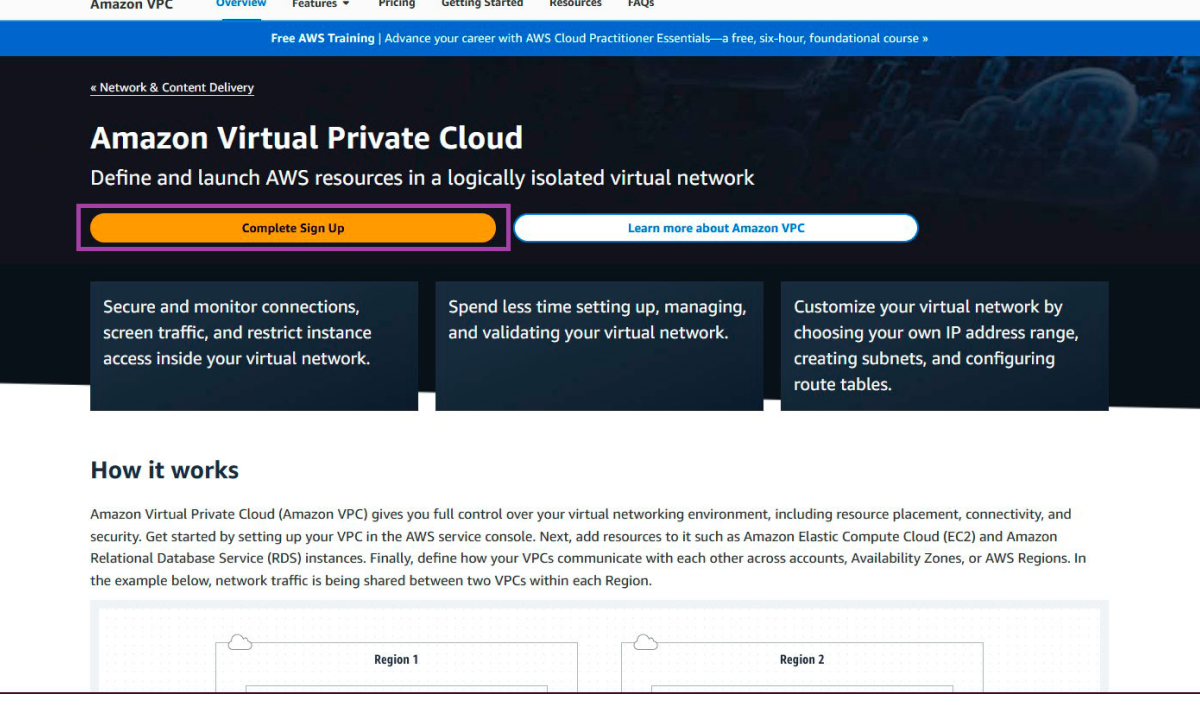 Amazon VPC Overview Features Pricing Getting Started Resources FAQs
Free AWS Training | Advance your career with AWS Cloud Practitioner Essentials—a free, six-hour, foundational course »
« Network & Content Delivery
Amazon Virtual Private Cloud
Define and launch AWS resources in a logically isolated virtual network
Complete Sign Up
Learn more about Amazon VPC
Secure and monitor connections,
screen traffic, and restrict instance
access inside your virtual network.
Spend less time setting up, managing,
and validating your virtual network.
Customize your virtual network by
choosing your own IP address range,
creating subnets, and configuring
route tables.
How it works
Amazon Virtual Private Cloud (Amazon VPC) gives you full control over your virtual networking environment, including resource placement, connectivity, and
security. Get started by setting up your VPC in the AWS service console. Next, add resources to it such as Amazon Elastic Compute Cloud (EC2) and Amazon
Relational Database Service (RDS) instances. Finally, define how your VPCs communicate with each other across accounts, Availability Zones, or AWS Regions. In
the example below, network traffic is being shared between two VPCs within each Region.
Region 1
Region 2